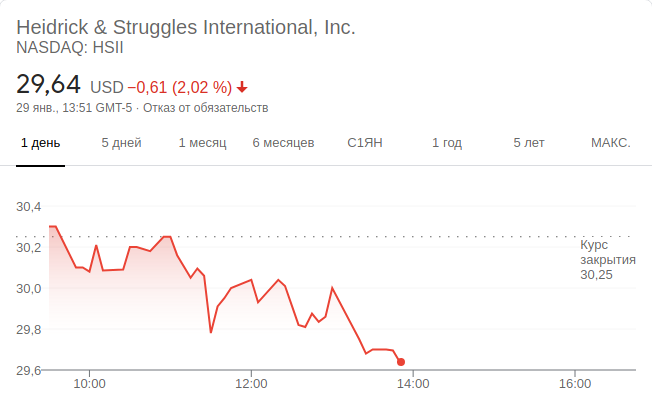 Heidrick & Struggles International, Inc.
NASDAQ: HSII
29,64 USD −0,61 (2,02 %)
29 янв., 13:51 GMT-5 · Отказ от обязательств
1 день 5 дней 1 месяц 6 месяцев С1ЯН 1 год 5 лет МАКС.
30,4
Курс
закрытия
30,25
30,2
30,0
29,8
29,6
10:00 12:00 14:00 16:00